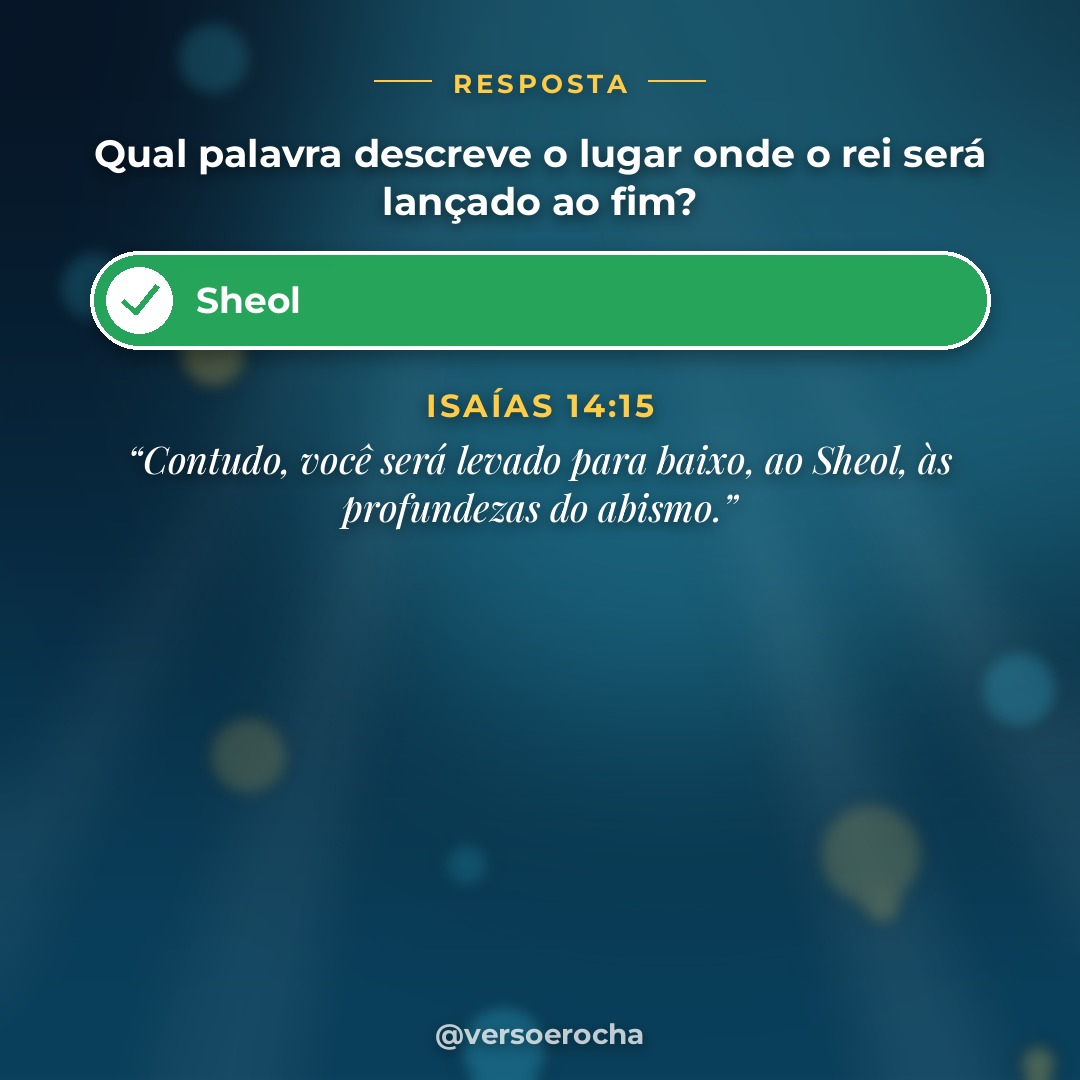 RESPOSTA
Qual palavra descreve o lugar onde o rei será
lançado ao fim?
Sheol
ISAÍAS 14:15
“Contudo, você será levado para baixo, ao Sheol, às
profundezas do abismo.”
@versoerocha